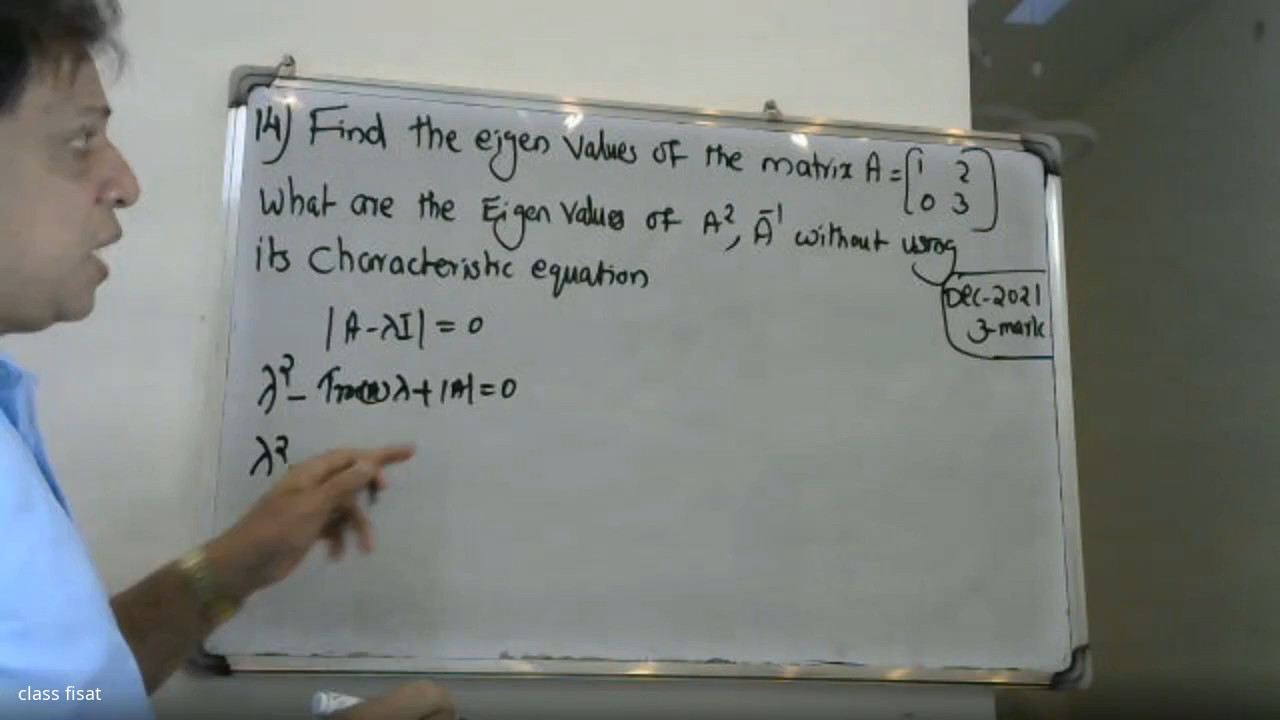 14) Find the eigen values of the matrix A = [1 2
0 3]
What are the Eigen Values of A², A⁻¹ without using
its Characteristic equation
Dec-2021
3-mark
|A-λI| = 0
λ² - Tr(A)λ + |A| = 0
λ²
class fisat